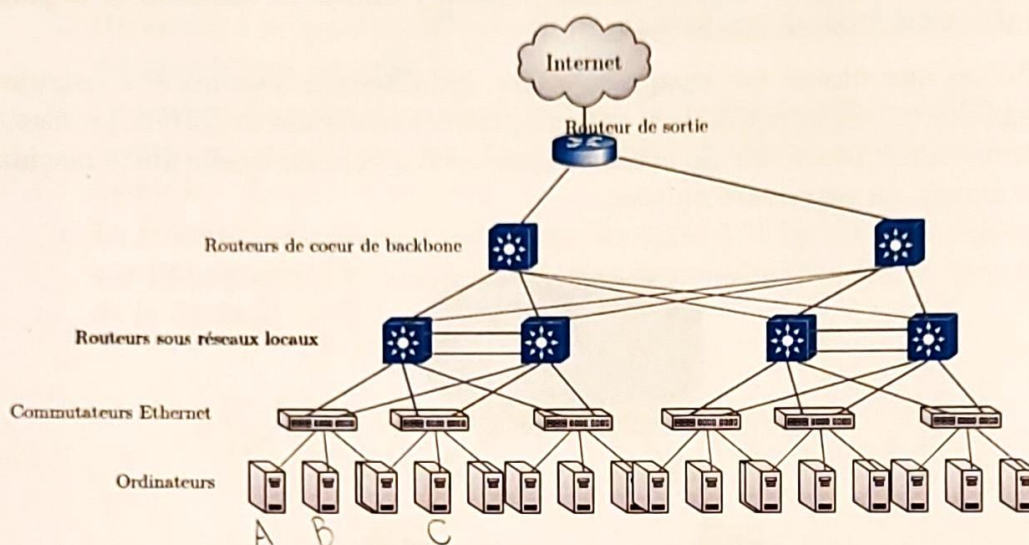 Internet
Routeur de sortie
Routeurs de coeur de backbone
Routeurs sous réseaux locaux
Commutateurs Ethernet
Ordinateurs
A B C